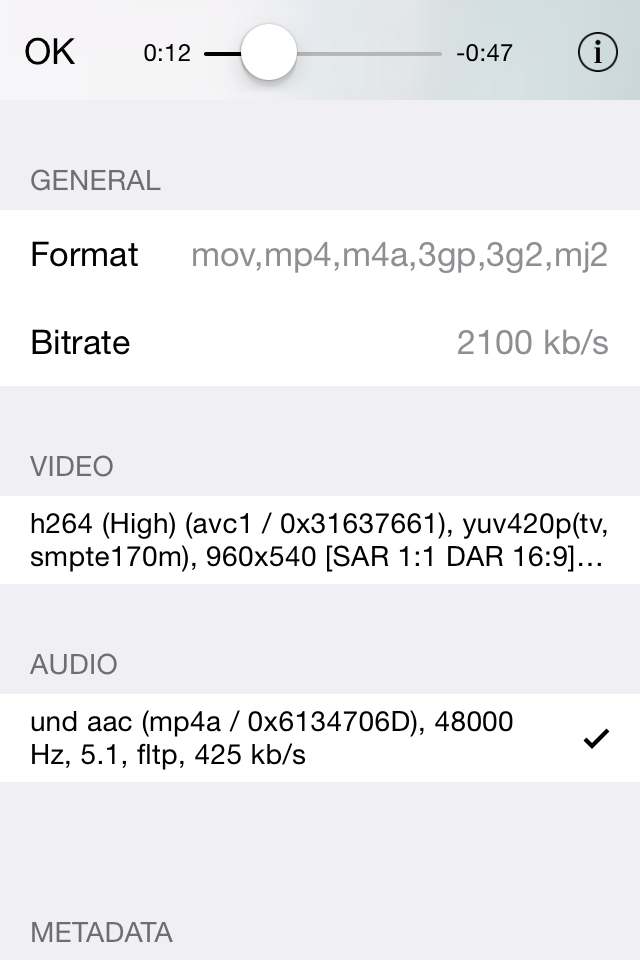 OK 0:12 -0:47 i
GENERAL
Format mov,mp4,m4a,3gp,3g2,mj2
Bitrate 2100 kb/s
VIDEO
h264 (High) (avc1 / 0x31637661), yuv420p(tv,
smpte170m), 960x540 [SAR 1:1 DAR 16:9]…
AUDIO
und aac (mp4a / 0x6134706D), 48000
Hz, 5.1, fltp, 425 kb/s
METADATA